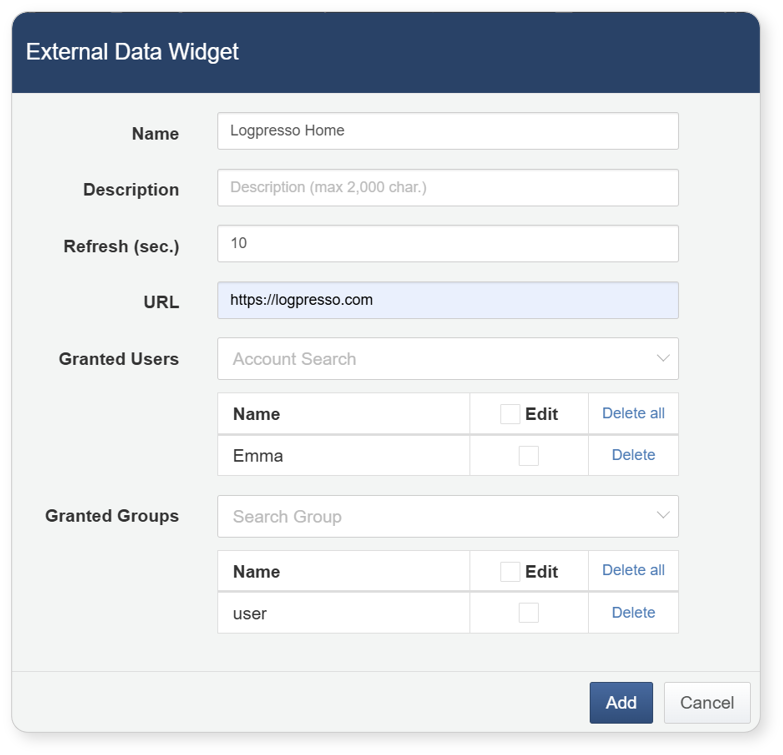 External Data Widget
Name Logpresso Home
Description Description (max 2,000 char.)
Refresh (sec.) 10
URL https://logpresso.com
Granted Users Account Search
Name Edit Delete all
Emma Delete
Granted Groups Search Group
Name Edit Delete all
user Delete
Add Cancel